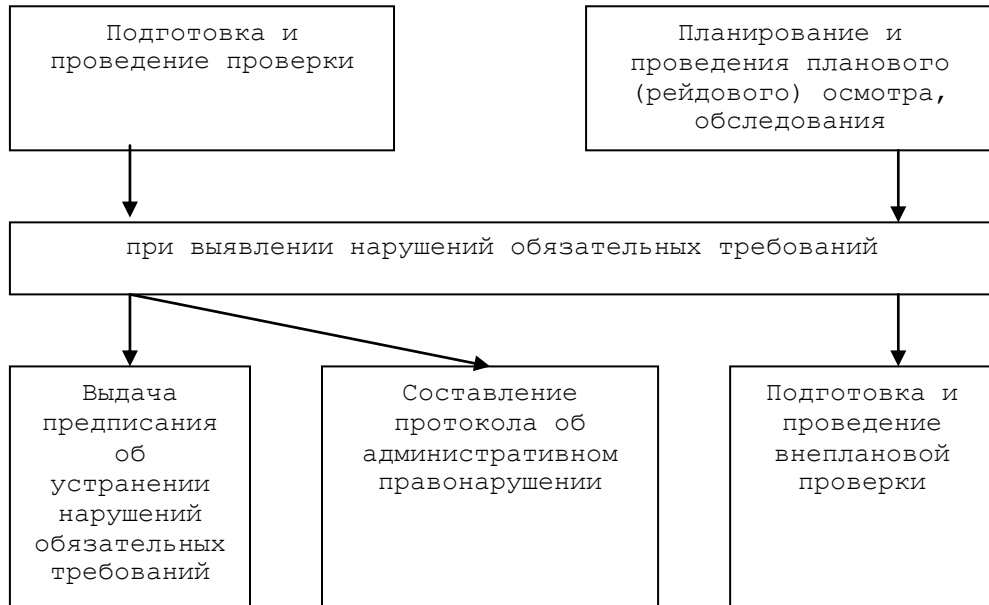 Подготовка и
проведение проверки
Планирование и
проведения планового
(рейдового) осмотра,
обследования
при выявлении нарушений обязательных требований
Выдача
предписания
об
устранении
нарушений
обязательных
требований
Составление
протокола об
административном
правонарушении
Подготовка и
проведение
внеплановой
проверки